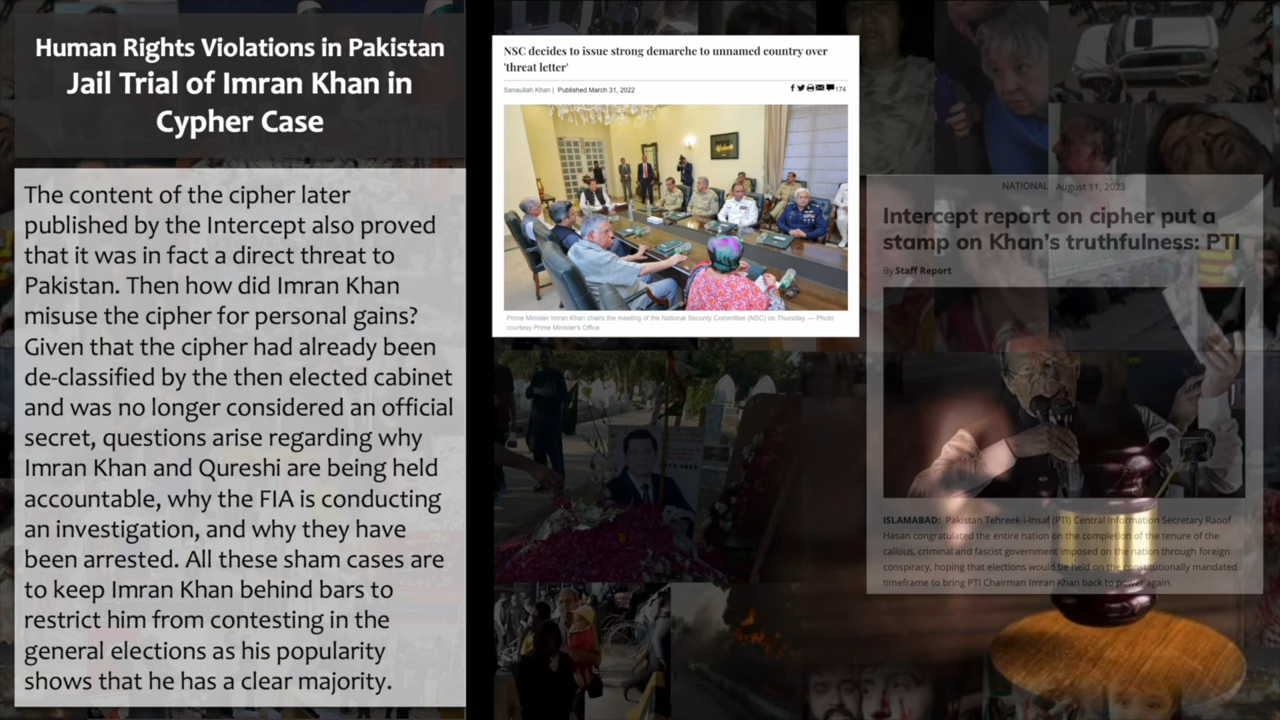 Human Rights Violations in Pakistan
Jail Trial of Imran Khan in
Cypher Case
The content of the cipher later
published by the Intercept also proved
that it was in fact a direct threat to
Pakistan. Then how did Imran Khan
misuse the cipher for personal gains?
Given that the cipher had already been
de-classified by the then elected cabinet
and was no longer considered an official
secret, questions arise regarding why
Imran Khan and Qureshi are being held
accountable, why the FIA is conducting
an investigation, and why they have
been arrested. All these sham cases are
to keep Imran Khan behind bars to
restrict him from contesting in the
general elections as his popularity
shows that he has a clear majority.
NSC decides to issue strong demarche to unnamed country over
'threat letter'
Sanaullah Khan | Published March 31, 2022
174
Prime Minister Imran Khan chairs the meeting of the National Security Committee (NSC) on Thursday. — Photo
courtesy Prime Minister's Office
NATIONAL August 11, 2023
Intercept report on cipher put a
stamp on Khan's truthfulness: PTI
By Staff Report
ISLAMABAD: Pakistan Tehreek-i-Insaf (PTI) Central Information Secretary Raoof
Hasan congratulated the entire nation on the completion of the tenure of the
callous, criminal and fascist government imposed on the nation through foreign
conspiracy, hoping that elections would be held on the constitutionally mandated
timeframe to bring PTI Chairman Imran Khan back to power again.